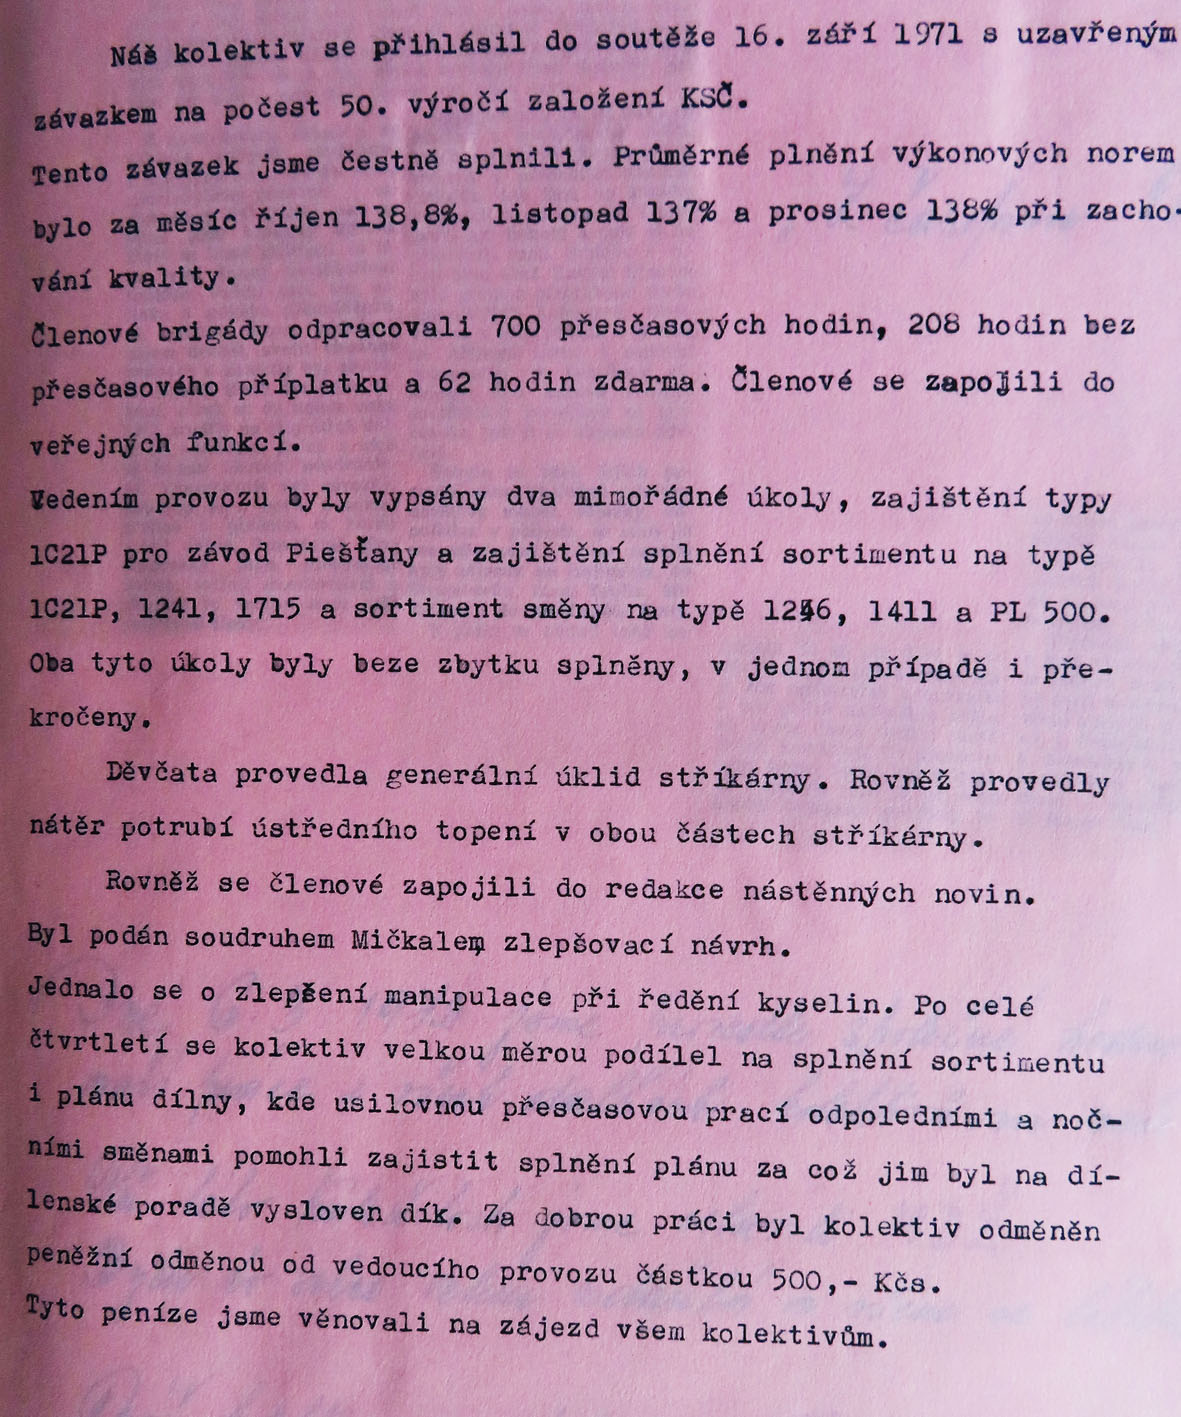 Náš kolektiv se přihlásil do soutěže 16. září 1971 s uzavřeným
závazkem na počest 50. výročí založení KSČ.
Tento závazek jsme čestně splnili. Průměrné plnění výkonových norem
bylo za měsíc říjen 138,8%, listopad 137% a prosinec 138% při zacho-
vání kvality.
Členové brigády odpracovali 700 přesčasových hodin, 208 hodin bez
přesčasového příplatku a 62 hodin zdarma. Členové se zapojili do
veřejných funkcí.
Vedením provozu byly vypsány dva mimořádné úkoly, zajištění typy
1C21P pro závod Piešťany a zajištění splnění sortimentu na typě
1C21P, 1241, 1715 a sortiment směny na typě 1246, 1411 a PL 500.
Oba tyto úkoly byly beze zbytku splněny, v jednom případě i pře-
kročeny.
Děvčata provedla generální úklid stříkárny. Rovněž provedly
nátěr potrubí ústředního topení v obou částech stříkárny.
Rovněž se členové zapojili do redakce nástěnných novin.
Byl podán soudruhem Mičkalem zlepšovací návrh.
Jednalo se o zlepšení manipulace při ředění kyselin. Po celé
čtvrtletí se kolektiv velkou měrou podílel na splnění sortimentu
i plánu dílny, kde usilovnou přesčasovou prací odpoledními a noč-
ními směnami pomohli zajistit splnění plánu za což jim byl na dí-
lenské poradě vysloven dík. Za dobrou práci byl kolektiv odměněn
peněžní odměnou od vedoucího provozu částkou 500,- Kčs.
Tyto peníze jsme věnovali na zájezd všem kolektivům.